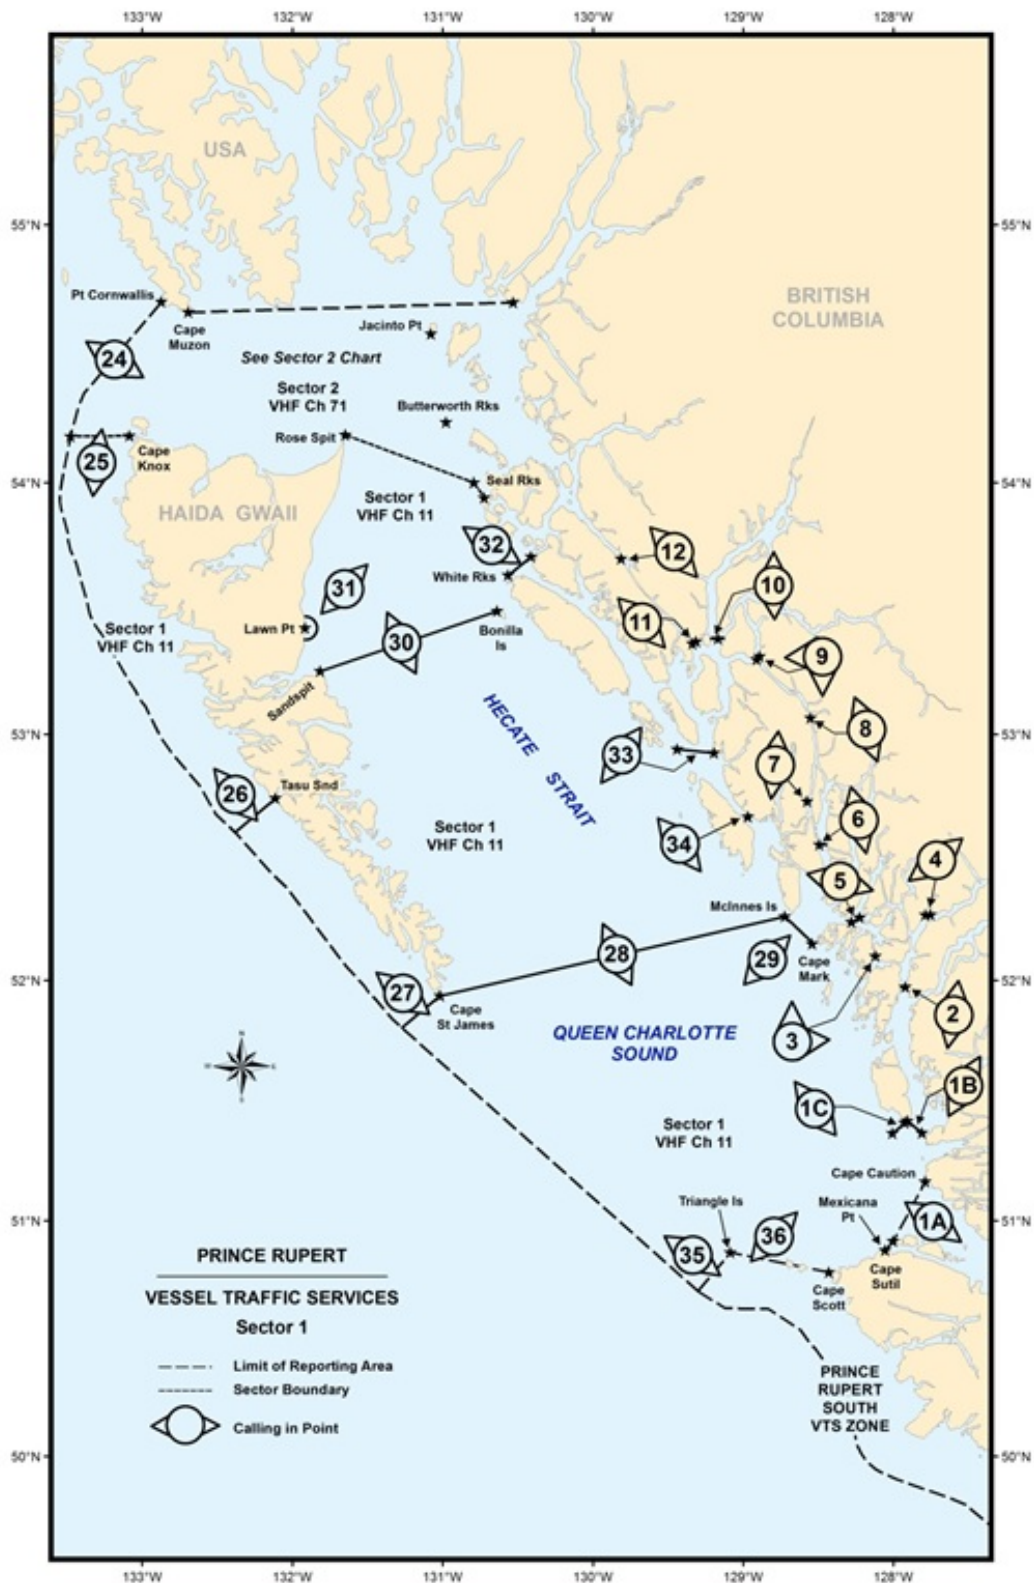 133°W 132°W 131°W 130°W 129°W 128°W
USA
55°N 55°N
Pt Cornwallis
BRITISH
COLUMBIA
Cape
Muzon
Jacinto Pt
24
See Sector 2 Chart
Sector 2
VHF Ch 71
Butterworth Rks
Rose Spit
Cape
Knox
25
54°N 54°N
Seal Rks
Sector 1
VHF Ch 11
HAIDA GWAII
32
12
White Rks
10
31
11
Lawn Pt
Sector 1
VHF Ch 11
30
Bonilla
Is
9
Sandspit
HECATE STRAIT
8
53°N 53°N
33
7
Tasu Snd
26
6
Sector 1
VHF Ch 11
34
4
5
McInnes Is
28
29
Cape
Mark
52°N 52°N
27
Cape
St James
2
QUEEN CHARLOTTE
SOUND
3
1B
1C
Sector 1
VHF Ch 11
Cape Caution
Triangle Is
Mexicana
Pt
51°N 51°N
1A
36
35
Cape
Sutil
Cape
Scott
PRINCE RUPERT
VESSEL TRAFFIC SERVICES
Sector 1
Limit of Reporting Area
Sector Boundary
Calling in Point
PRINCE
RUPERT
SOUTH
VTS ZONE
N
W E
S
50°N 50°N
133°W 132°W 131°W 130°W 129°W 128°W